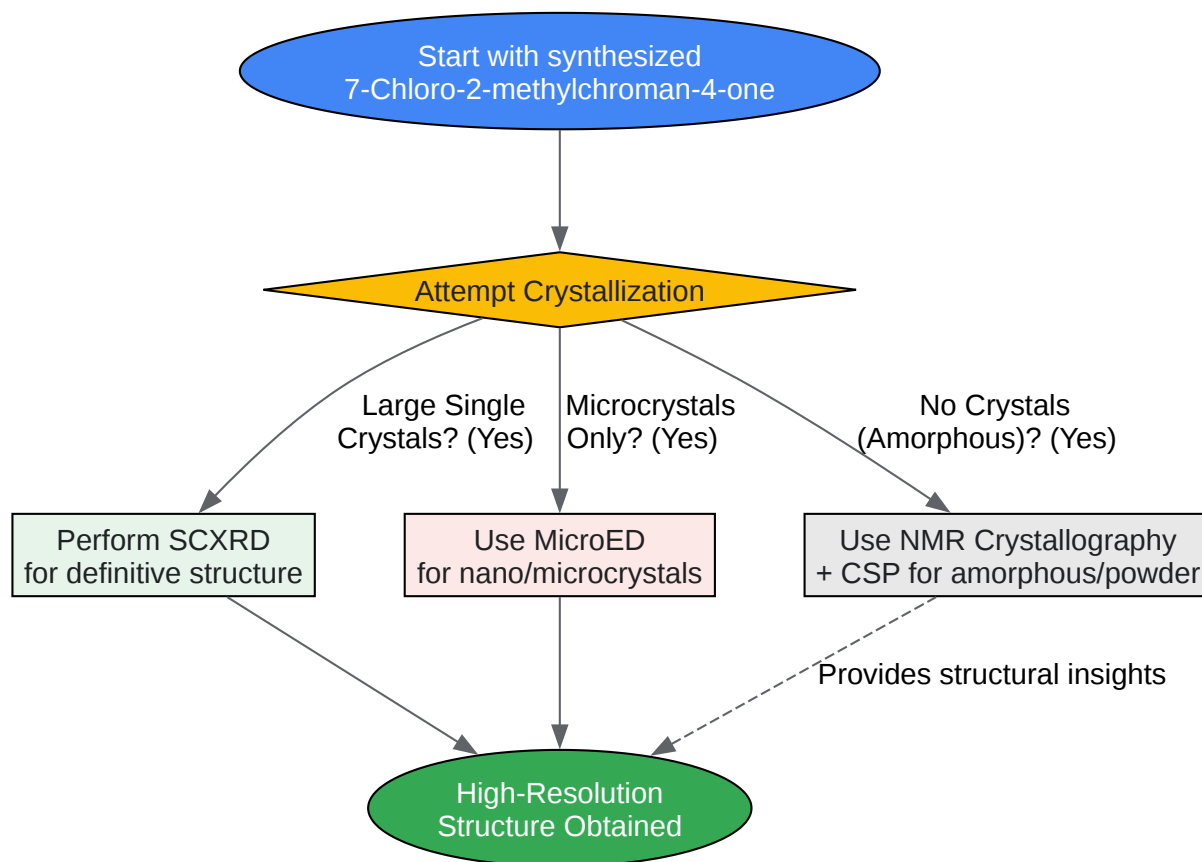 Start with synthesized
7-Chloro-2-methylchroman-4-one
Attempt Crystallization
Large Single
Crystals? (Yes)
Microcrystals
Only? (Yes)
No Crystals
(Amorphous)? (Yes)
Perform SCXRD
for definitive structure
Use MicroED
for nano/microcrystals
Use NMR Crystallography
+ CSP for amorphous/powder
Provides structural insights
High-Resolution
Structure Obtained